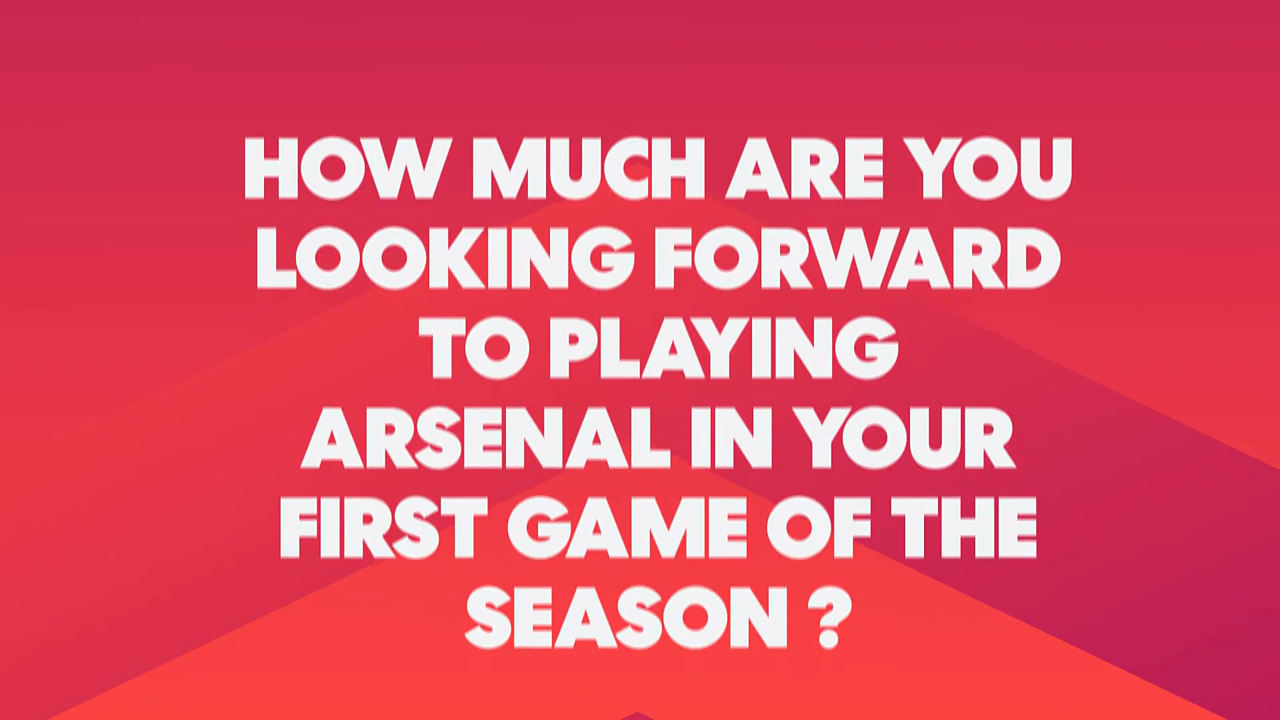 HOW MUCH ARE YOU
LOOKING FORWARD
TO PLAYING
ARSENAL IN YOUR
FIRST GAME OF THE
SEASON ?